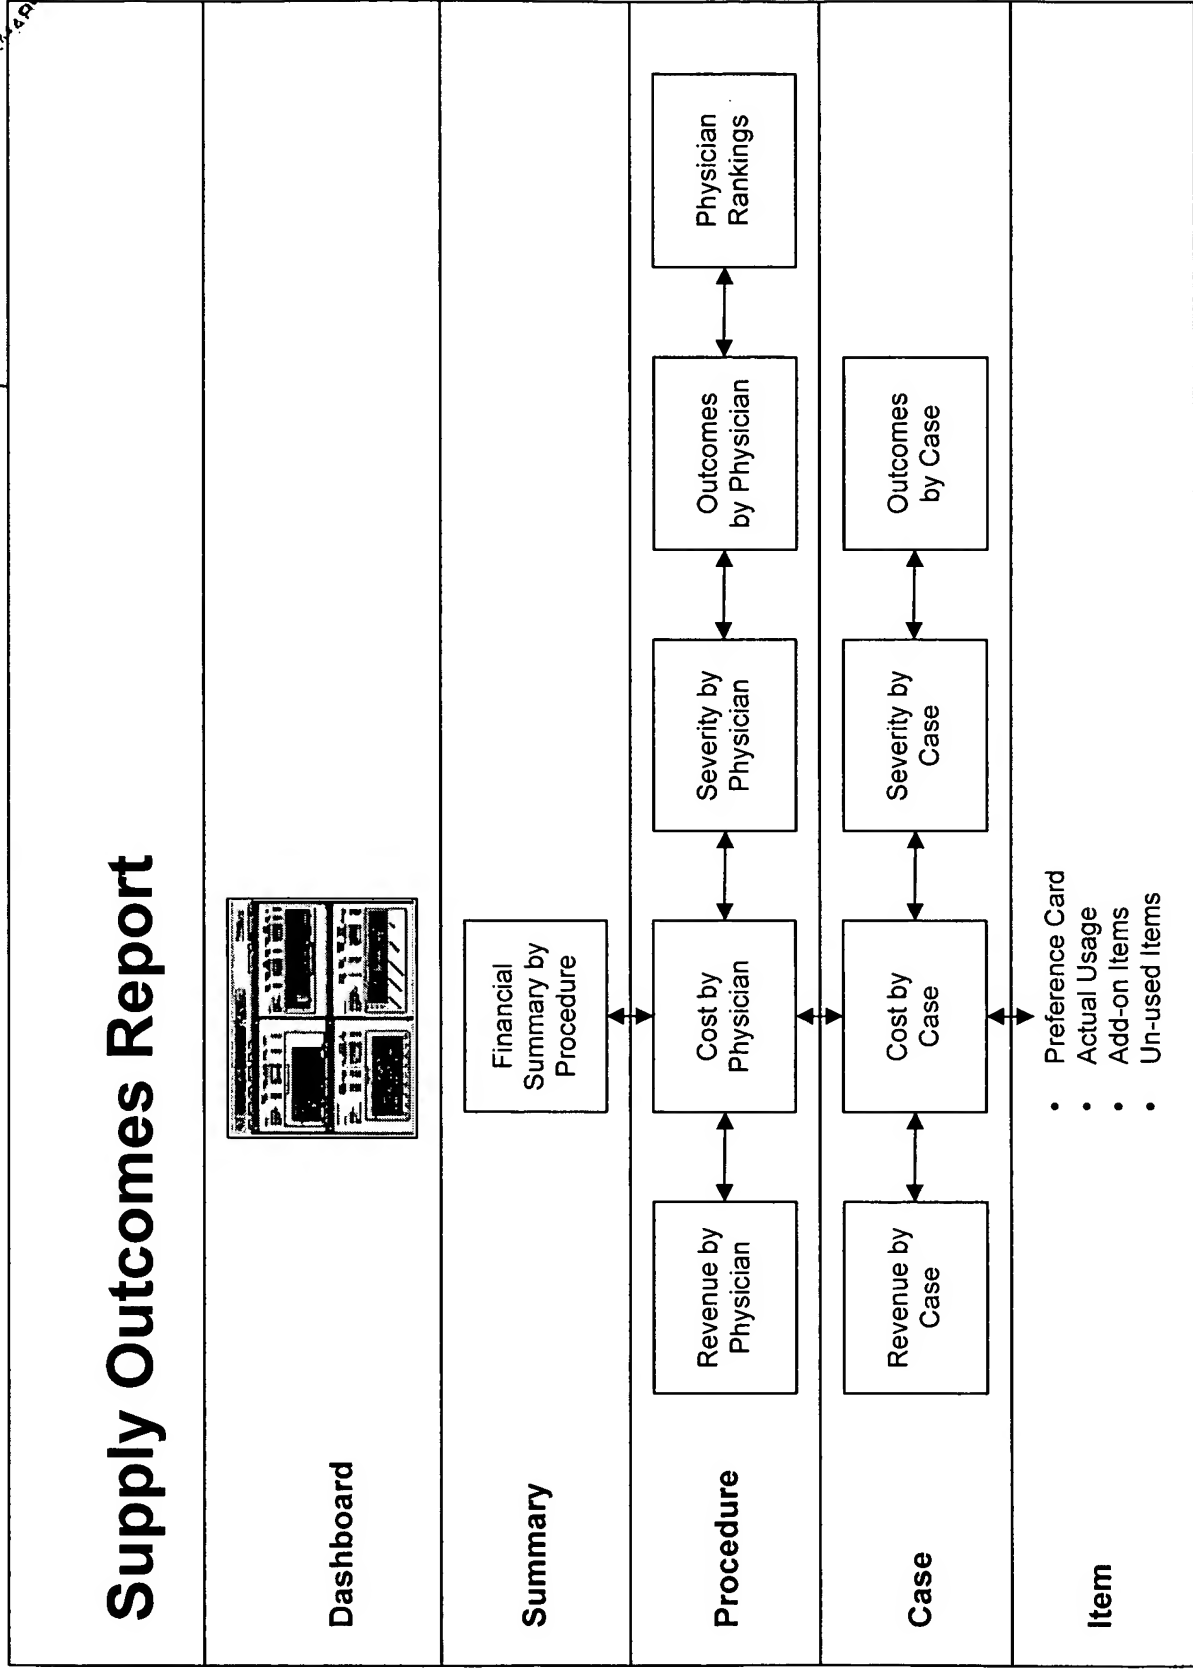 Supply Outcomes Report
Dashboard
Summary
Financial
Summary by
Procedure
Procedure
Revenue by
Physician
Cost by
Physician
Severity by
Physician
Outcomes
by Physician
Physician
Rankings
Case
Revenue by
Case
Cost by
Case
Severity by
Case
Outcomes
by Case
Item
• Preference Card
• Actual Usage
• Add-on Items
• Un-used Items